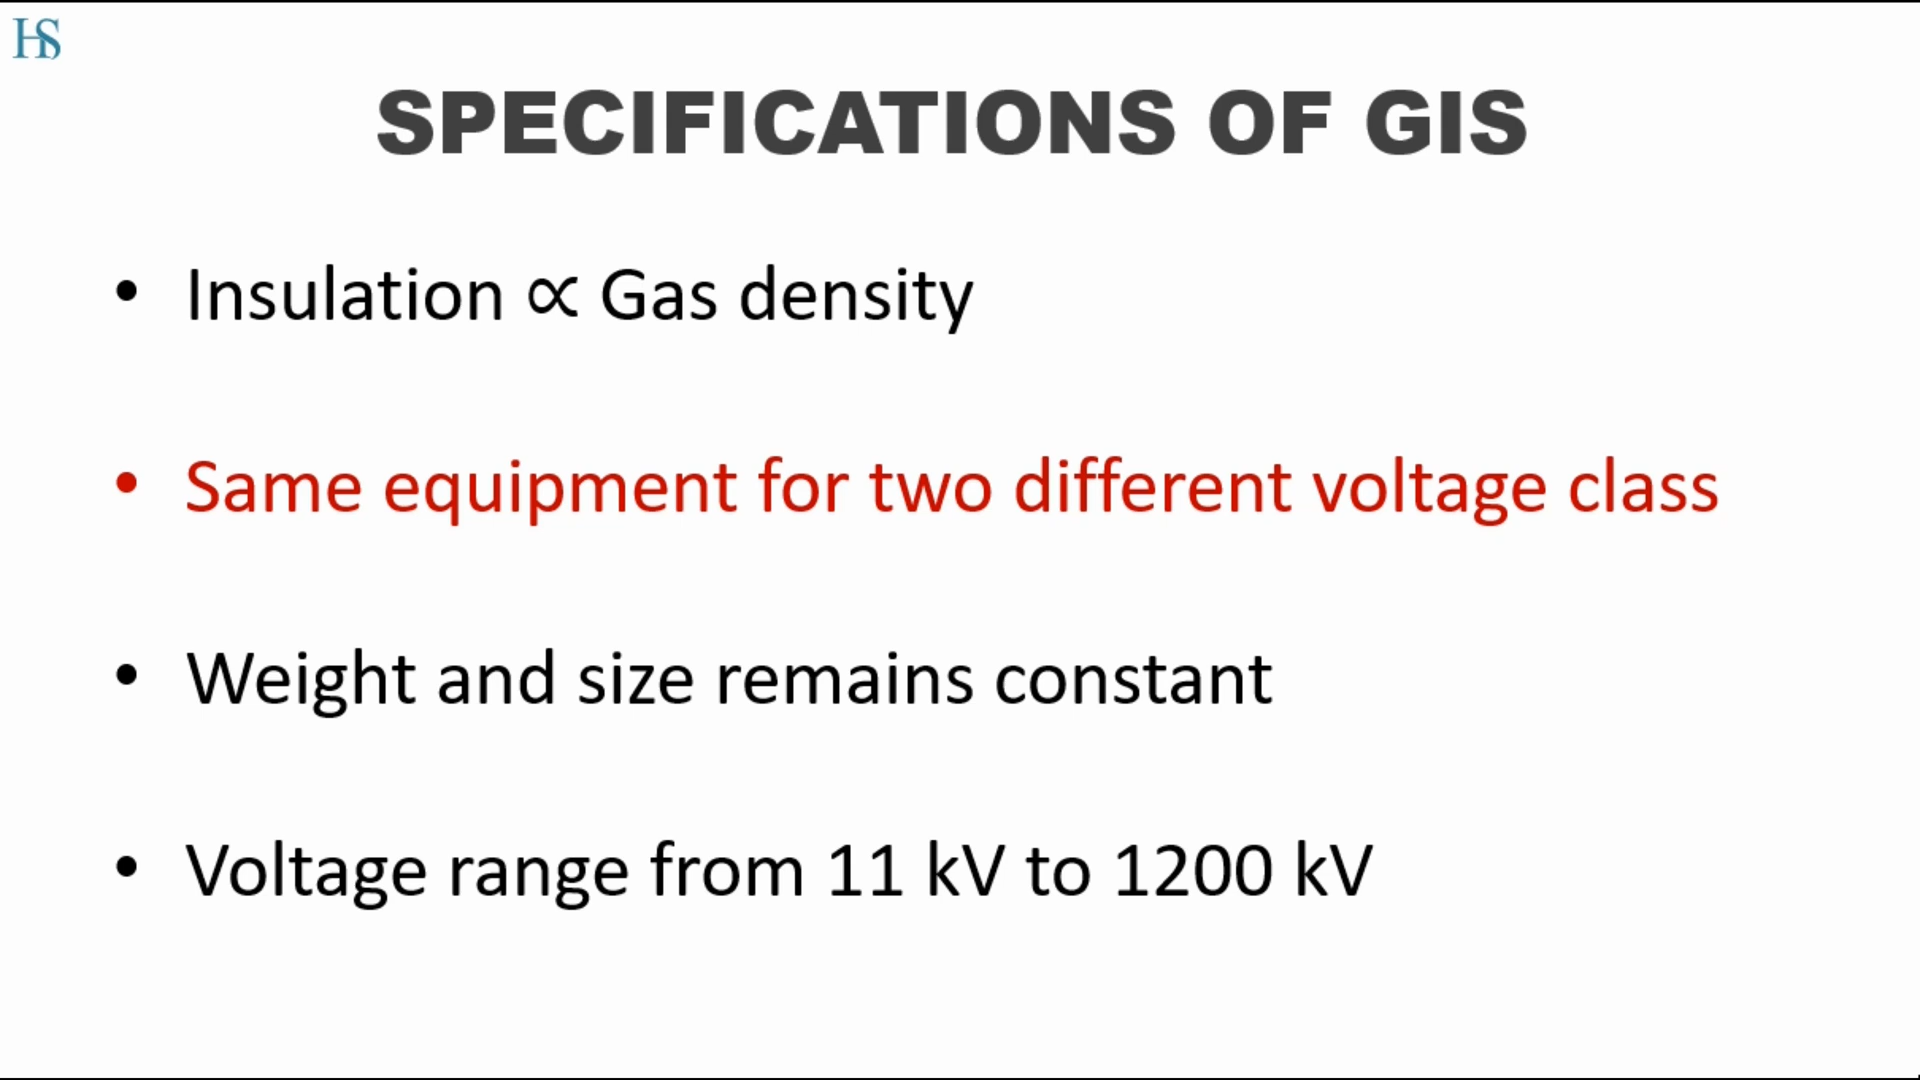 HS
SPECIFICATIONS OF GIS
• Insulation ∝ Gas density
• Same equipment for two different voltage class
• Weight and size remains constant
• Voltage range from 11 kV to 1200 kV